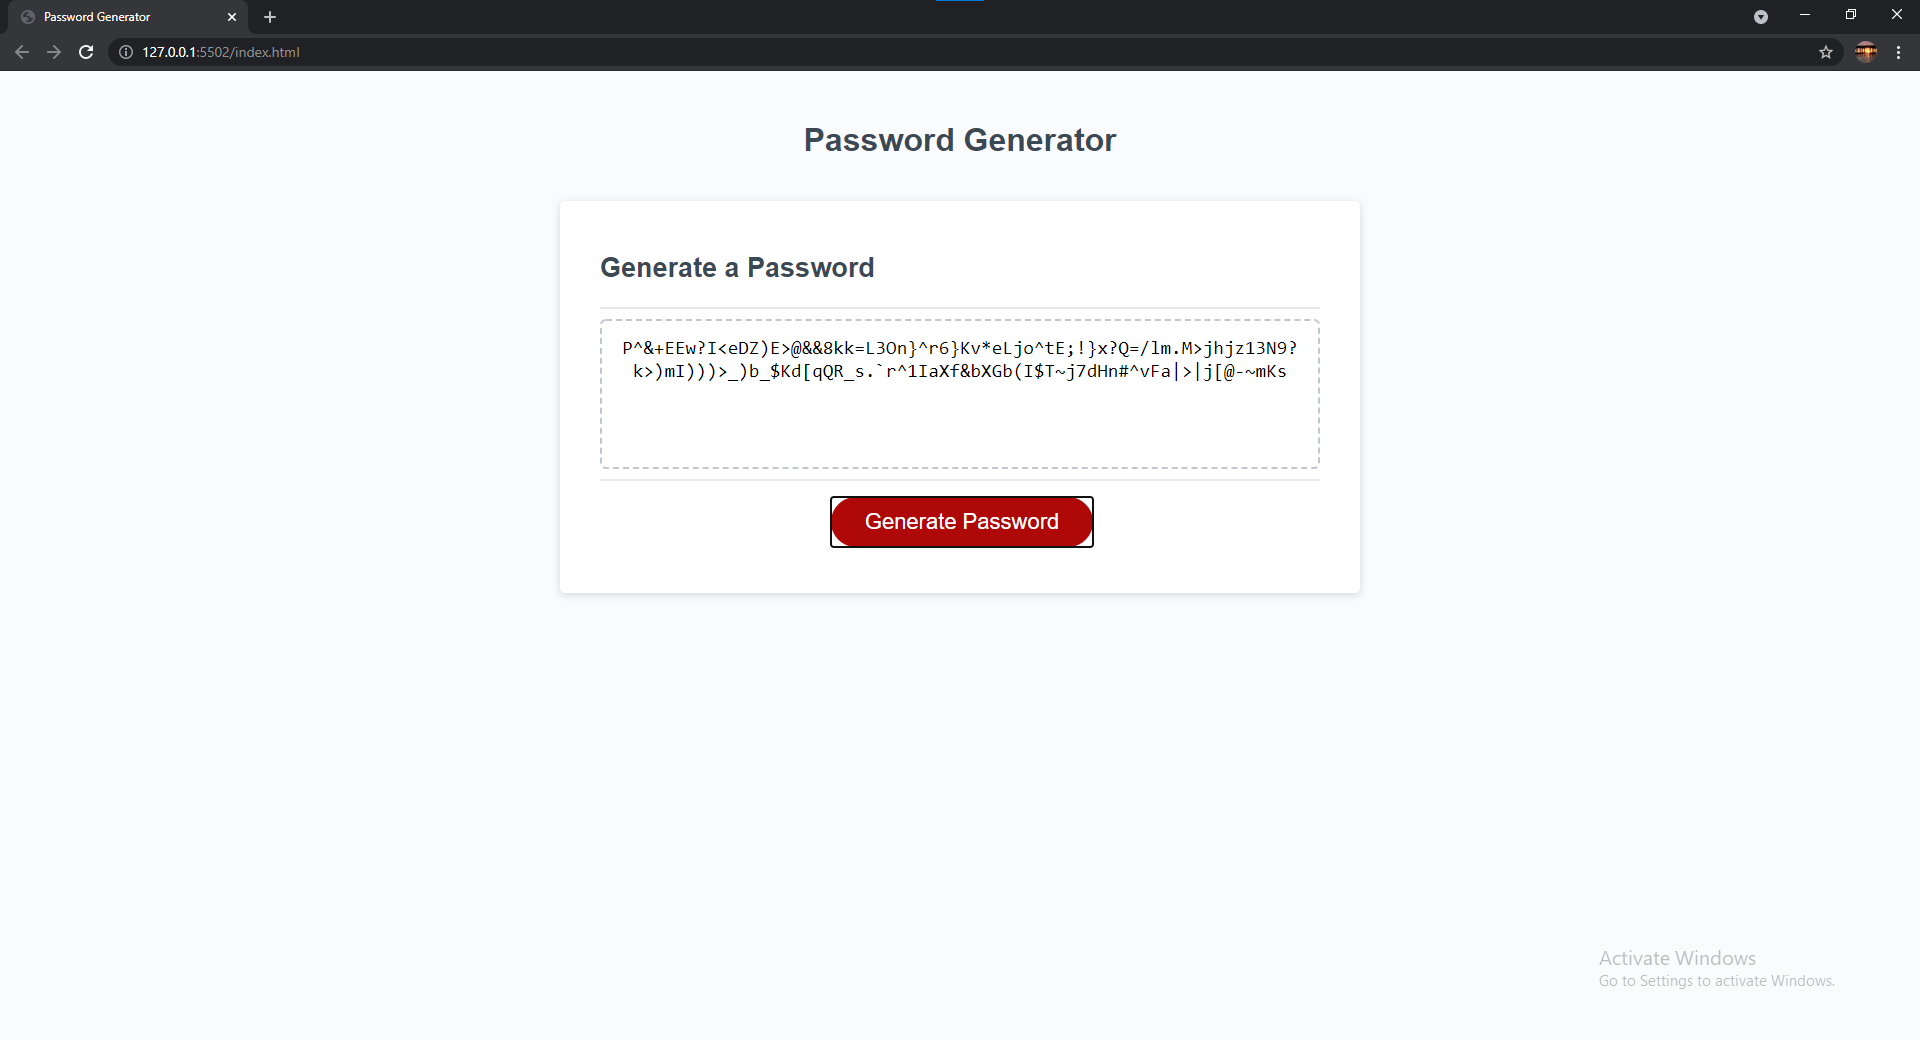 Password Generator
127.0.0.1:5502/index.html
Password Generator
Generate a Password
P^&+EEw?I<eDZ)E>@&&8kk=L3On}^r6}Kv*eLjo^tE;!}x?Q=/lm.M>jhjz13N9?
k>)mI)))>_)b_$Kd[qQR_s.`r^1IaXf&bXGb(I$T~j7dHn#^vFa|>|j[@-~mKs
Generate Password
Activate Windows
Go to Settings to activate Windows.